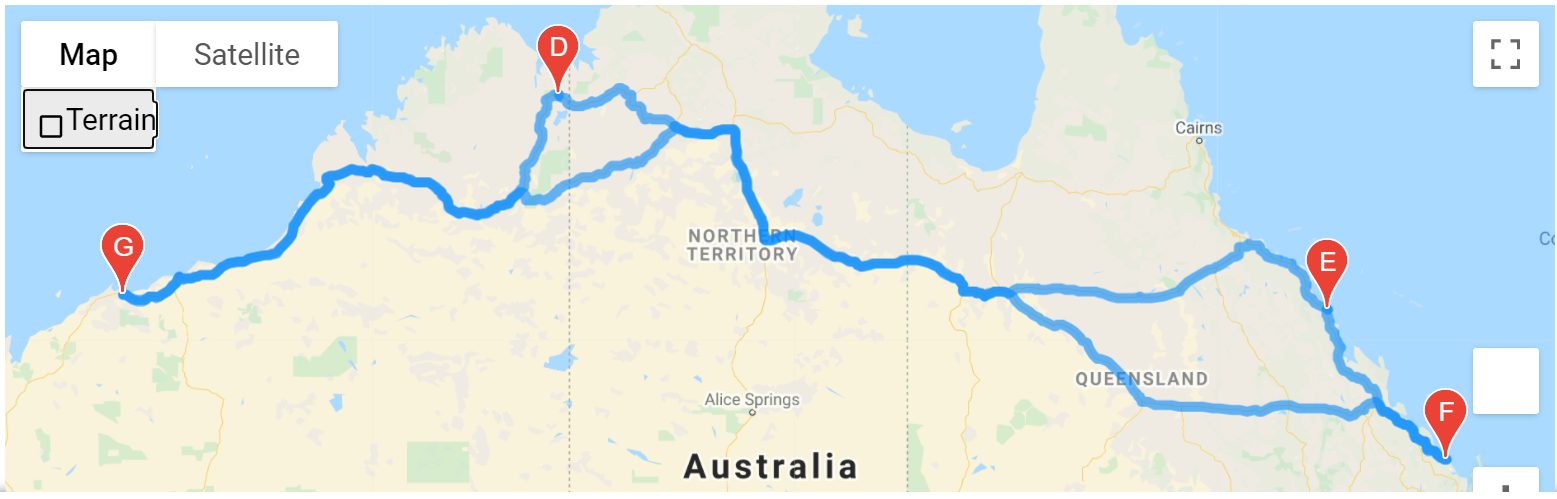 Map
Satellite
Terrain
D
Cairns
G
NORTHERN
TERRITORY
E
Co
QUEENSLAND
Alice Springs
F
Australia